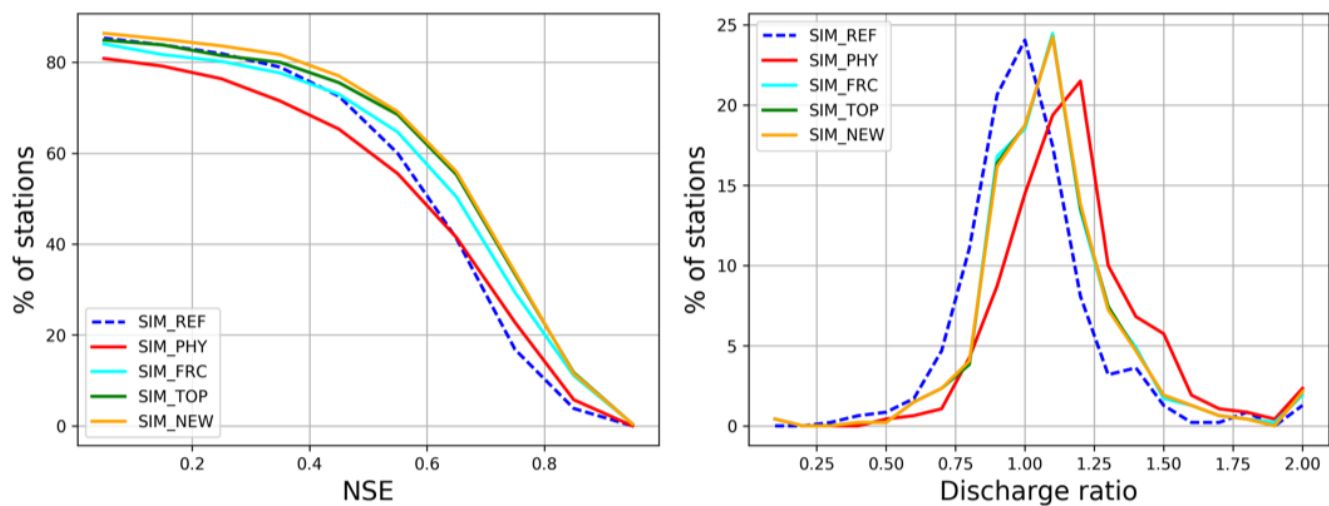 % of stations
80
60
40
20
0
SIM_REF
SIM_PHY
SIM_FRC
SIM_TOP
SIM_NEW
0.2 0.4 0.6 0.8
NSE
% of stations
25
20
15
10
5
0
SIM_REF
SIM_PHY
SIM_FRC
SIM_TOP
SIM_NEW
0.25 0.50 0.75 1.00 1.25 1.50 1.75 2.00
Discharge ratio